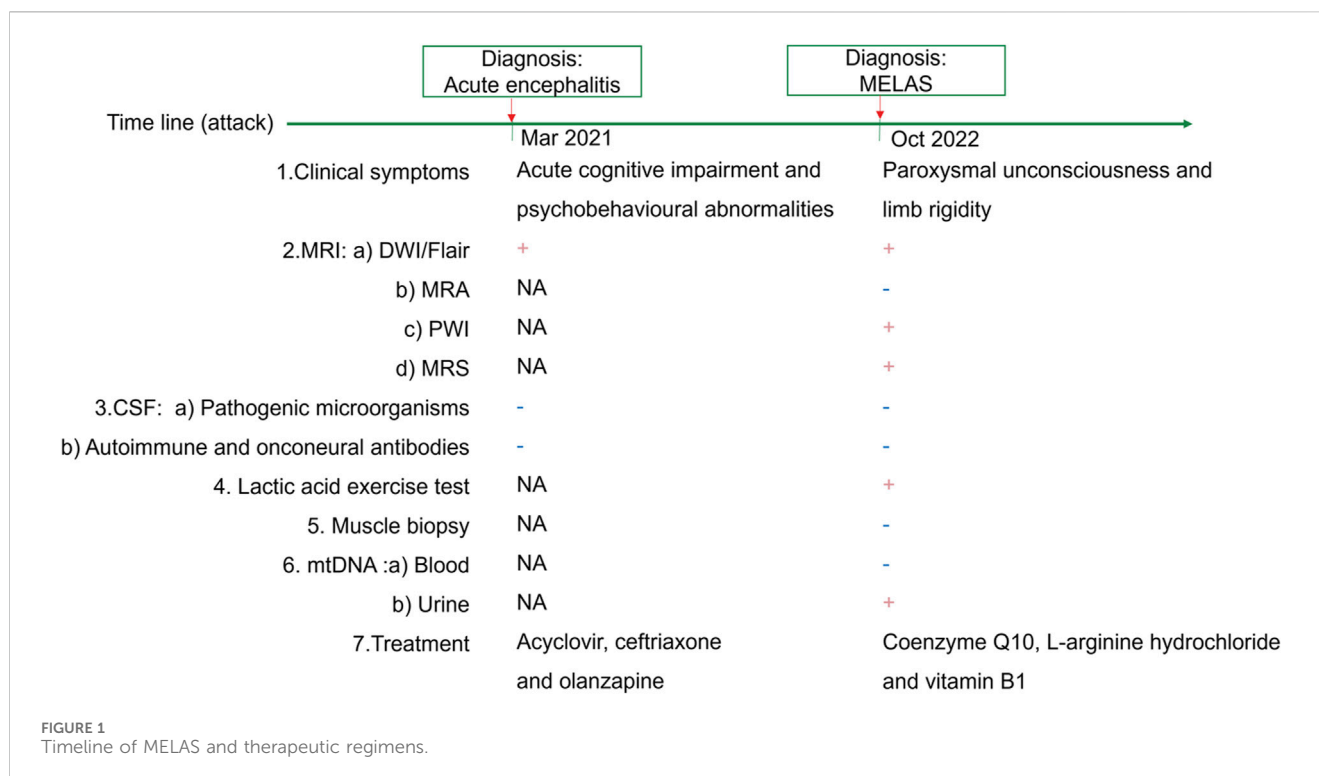 Diagnosis:
Acute encephalitis
Diagnosis:
MELAS
Time line (attack)
Mar 2021
Oct 2022
1.Clinical symptoms
Acute cognitive impairment and
psychobehavioural abnormalities
Paroxysmal unconsciousness and
limb rigidity
2.MRI: a) DWI/Flair + +
b) MRA NA -
c) PWI NA +
d) MRS NA +
3.CSF: a) Pathogenic microorganisms - -
b) Autoimmune and onconeural antibodies - -
4. Lactic acid exercise test NA +
5. Muscle biopsy NA -
6. mtDNA :a) Blood NA -
b) Urine NA +
7.Treatment
Acyclovir, ceftriaxone
and olanzapine
Coenzyme Q10, L-arginine hydrochloride
and vitamin B1
FIGURE 1
Timeline of MELAS and therapeutic regimens.